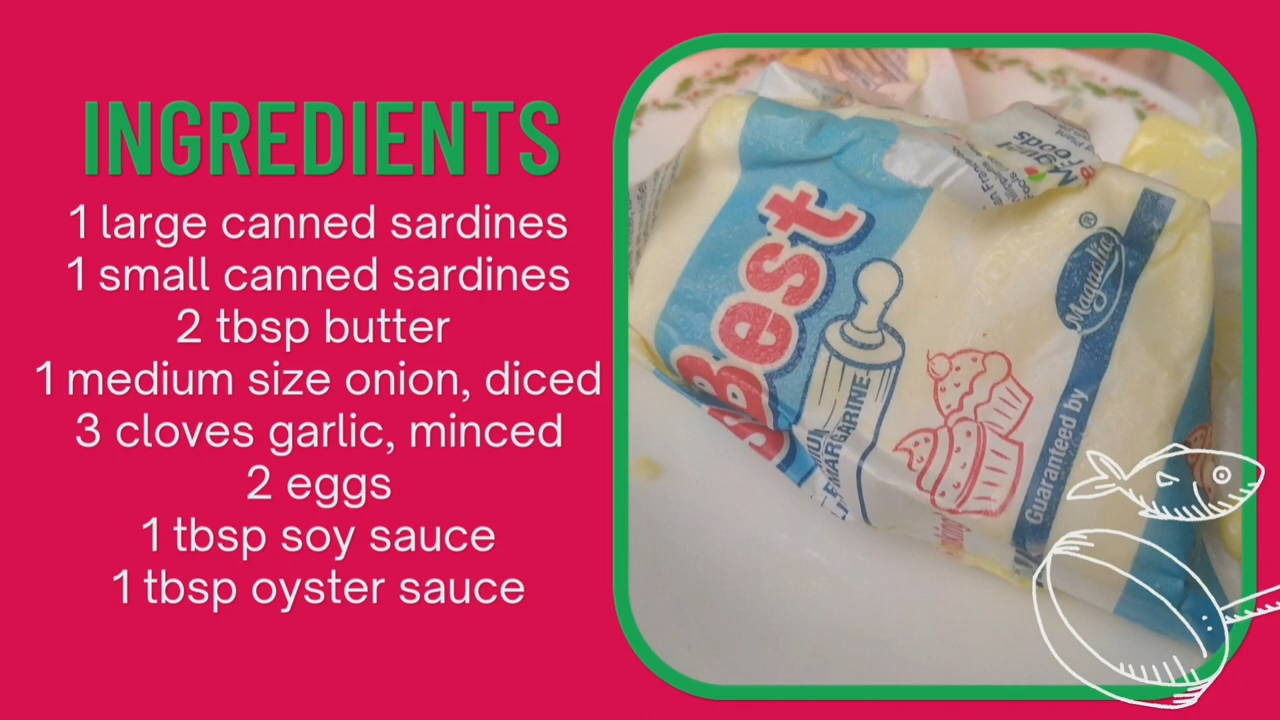 INGREDIENTS
1 large canned sardines
1 small canned sardines
2 tbsp butter
1 medium size onion, diced
3 cloves garlic, minced
2 eggs
1 tbsp soy sauce
1 tbsp oyster sauce
Best
MARGARINE
Magnolia
®
Guaranteed by
Foods